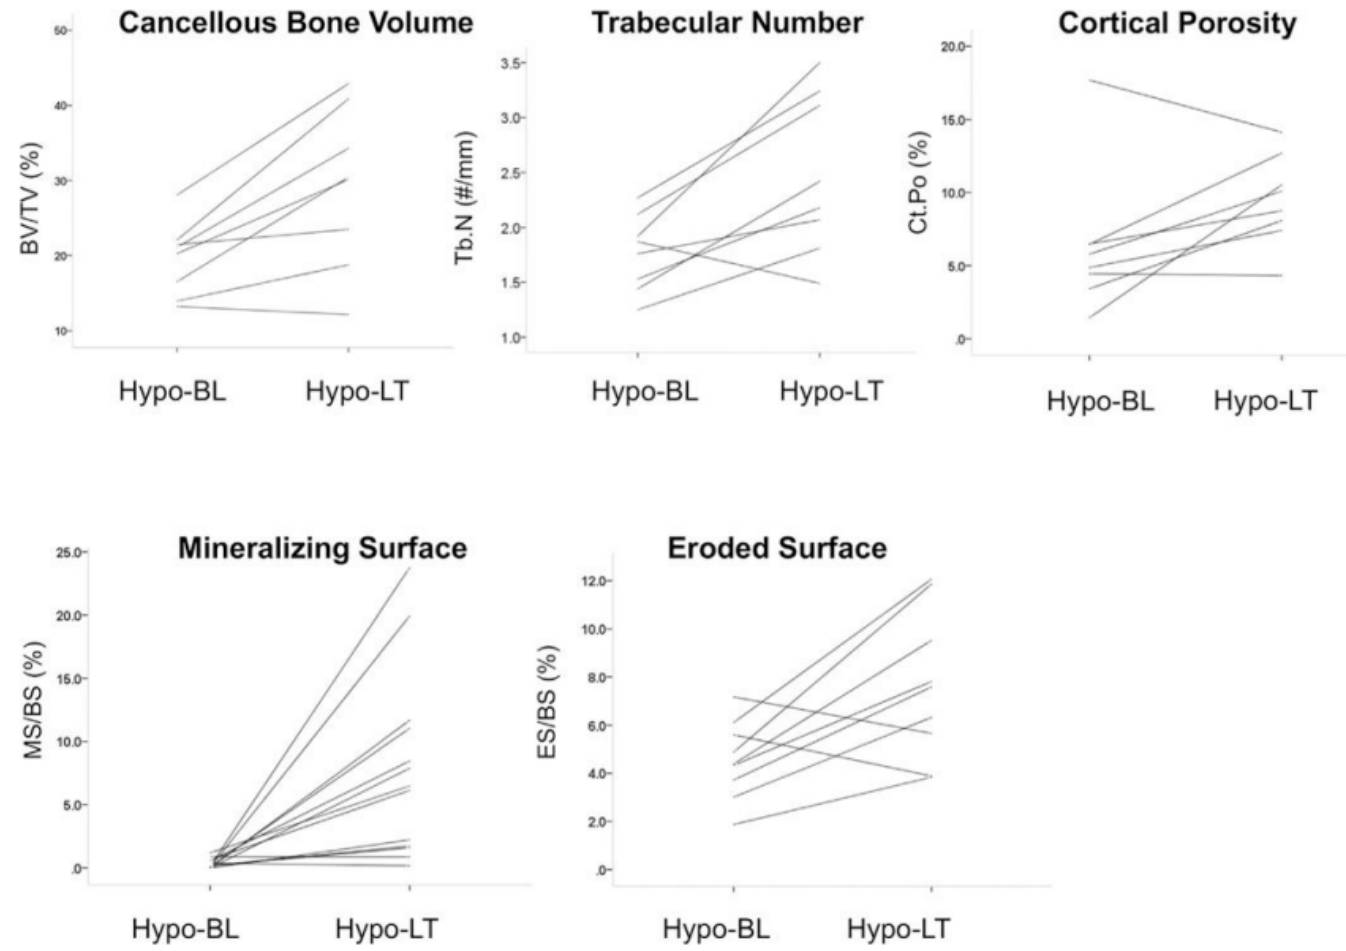 Cancellous Bone Volume
BV/TV (%)
50
40
30
20
10
Hypo-BL Hypo-LT
Trabecular Number
Tb.N (#/mm)
3.5
3.0
2.5
2.0
1.5
1.0
Hypo-BL Hypo-LT
Cortical Porosity
Ct.Po (%)
20.0
15.0
10.0
5.0
.0
Hypo-BL Hypo-LT
Mineralizing Surface
MS/BS (%)
25.0
20.0
15.0
10.0
5.0
.0
Hypo-BL Hypo-LT
Eroded Surface
ES/BS (%)
12.0
10.0
8.0
6.0
4.0
2.0
.0
Hypo-BL Hypo-LT